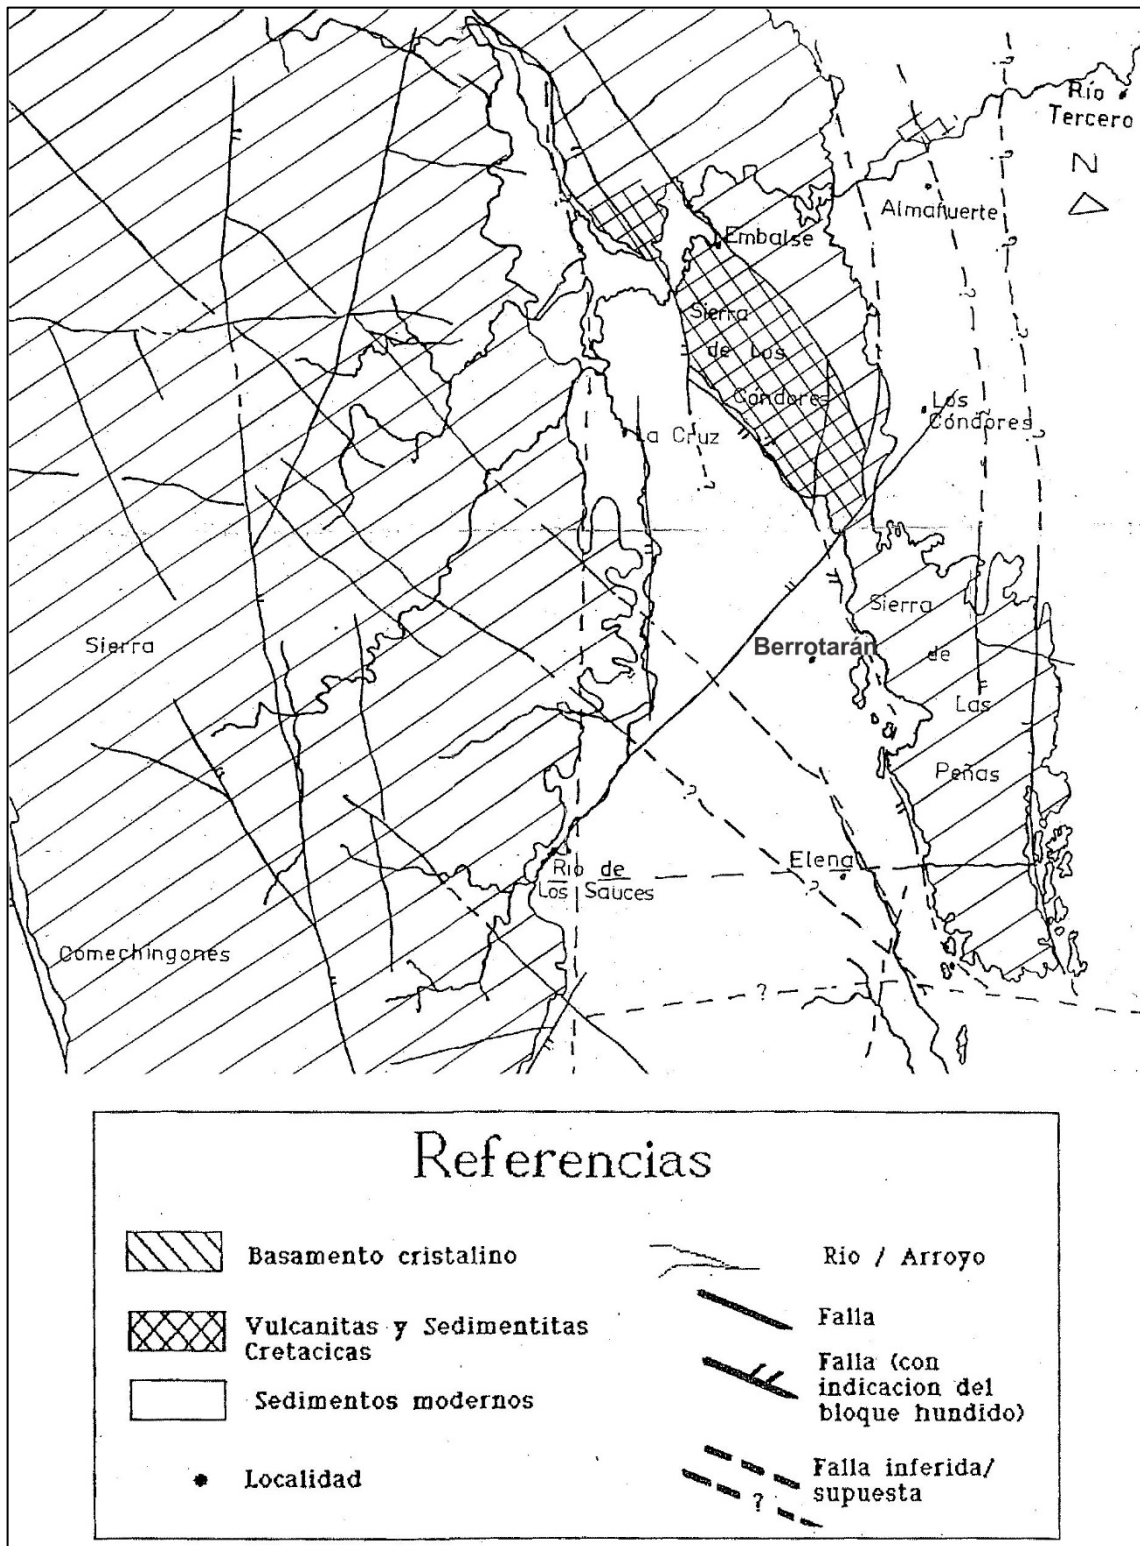 Río
Tercero
N
Almafuerte
Embalse
Sierra
de Los
Cóndores
Los
Cóndores
La Cruz
?
Sierra
Berrotarán
Sierra
de
Las
Peñas
Elena
Río de
Los Sauces
Comechingones
?
?
?
Referencias
Basamento cristalino
Vulcanitas y Sedimentitas
Cretacicas
Sedimentos modernos
Localidad
Rio / Arroyo
Falla
Falla (con
indicacion del
bloque hundido)
Falla inferida/
supuesta
?